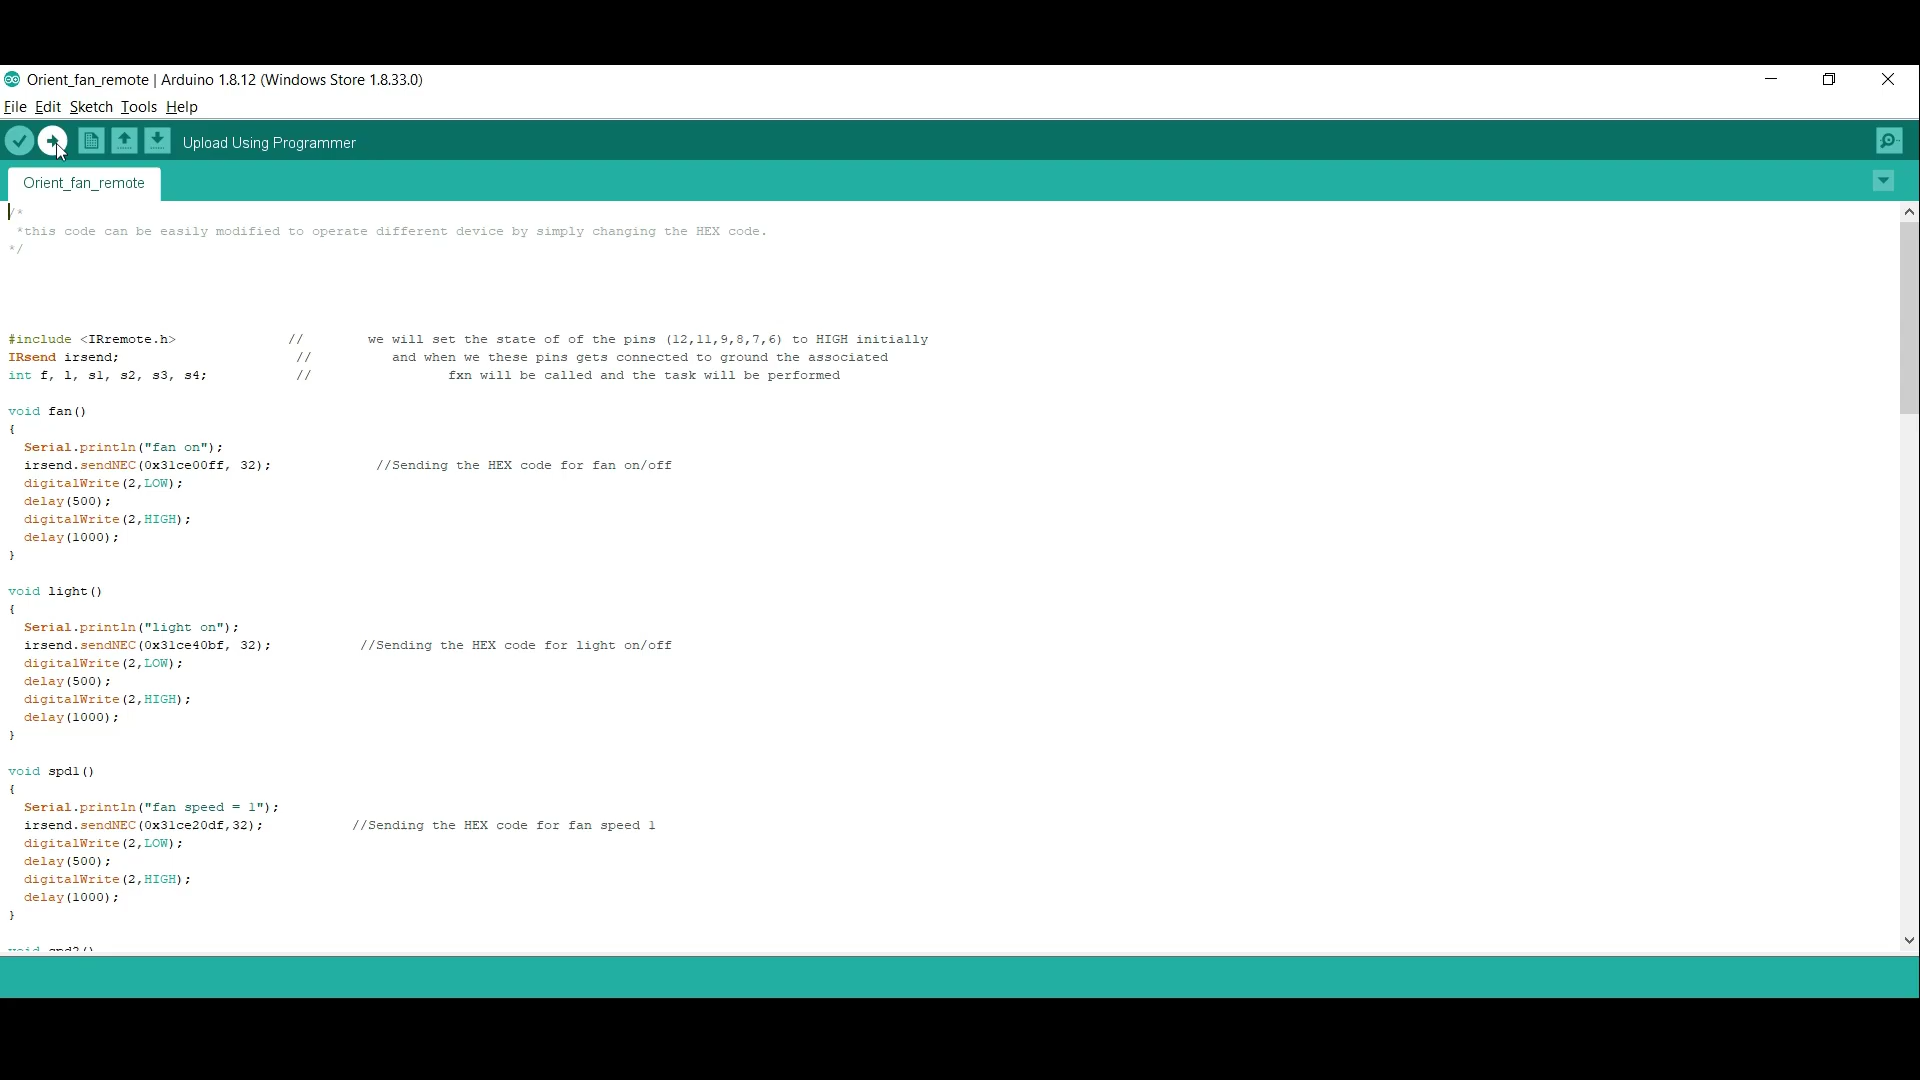 Orient_fan_remote | Arduino 1.8.12 (Windows Store 1.8.33.0)
File Edit Sketch Tools Help
Upload Using Programmer
Orient_fan_remote
/*
*this code can be easily modified to operate different device by simply changing the HEX code.
*/
#include <IRremote.h> // we will set the state of of the pins (12,11,9,8,7,6) to HIGH initially
IRsend irsend; // and when we these pins gets connected to ground the associated
int f, l, s1, s2, s3, s4; // fxn will be called and the task will be performed
void fan()
{
Serial.println("fan on");
irsend.sendNEC(0x31ce00ff, 32); //Sending the HEX code for fan on/off
digitalWrite(2,LOW);
delay(500);
digitalWrite(2,HIGH);
delay(1000);
}
void light()
{
Serial.println("light on");
irsend.sendNEC(0x31ce40bf, 32); //Sending the HEX code for light on/off
digitalWrite(2,LOW);
delay(500);
digitalWrite(2,HIGH);
delay(1000);
}
void spd1()
{
Serial.println("fan speed = 1");
irsend.sendNEC(0x31ce20df,32); //Sending the HEX code for fan speed 1
digitalWrite(2,LOW);
delay(500);
digitalWrite(2,HIGH);
delay(1000);
}
void spd2()